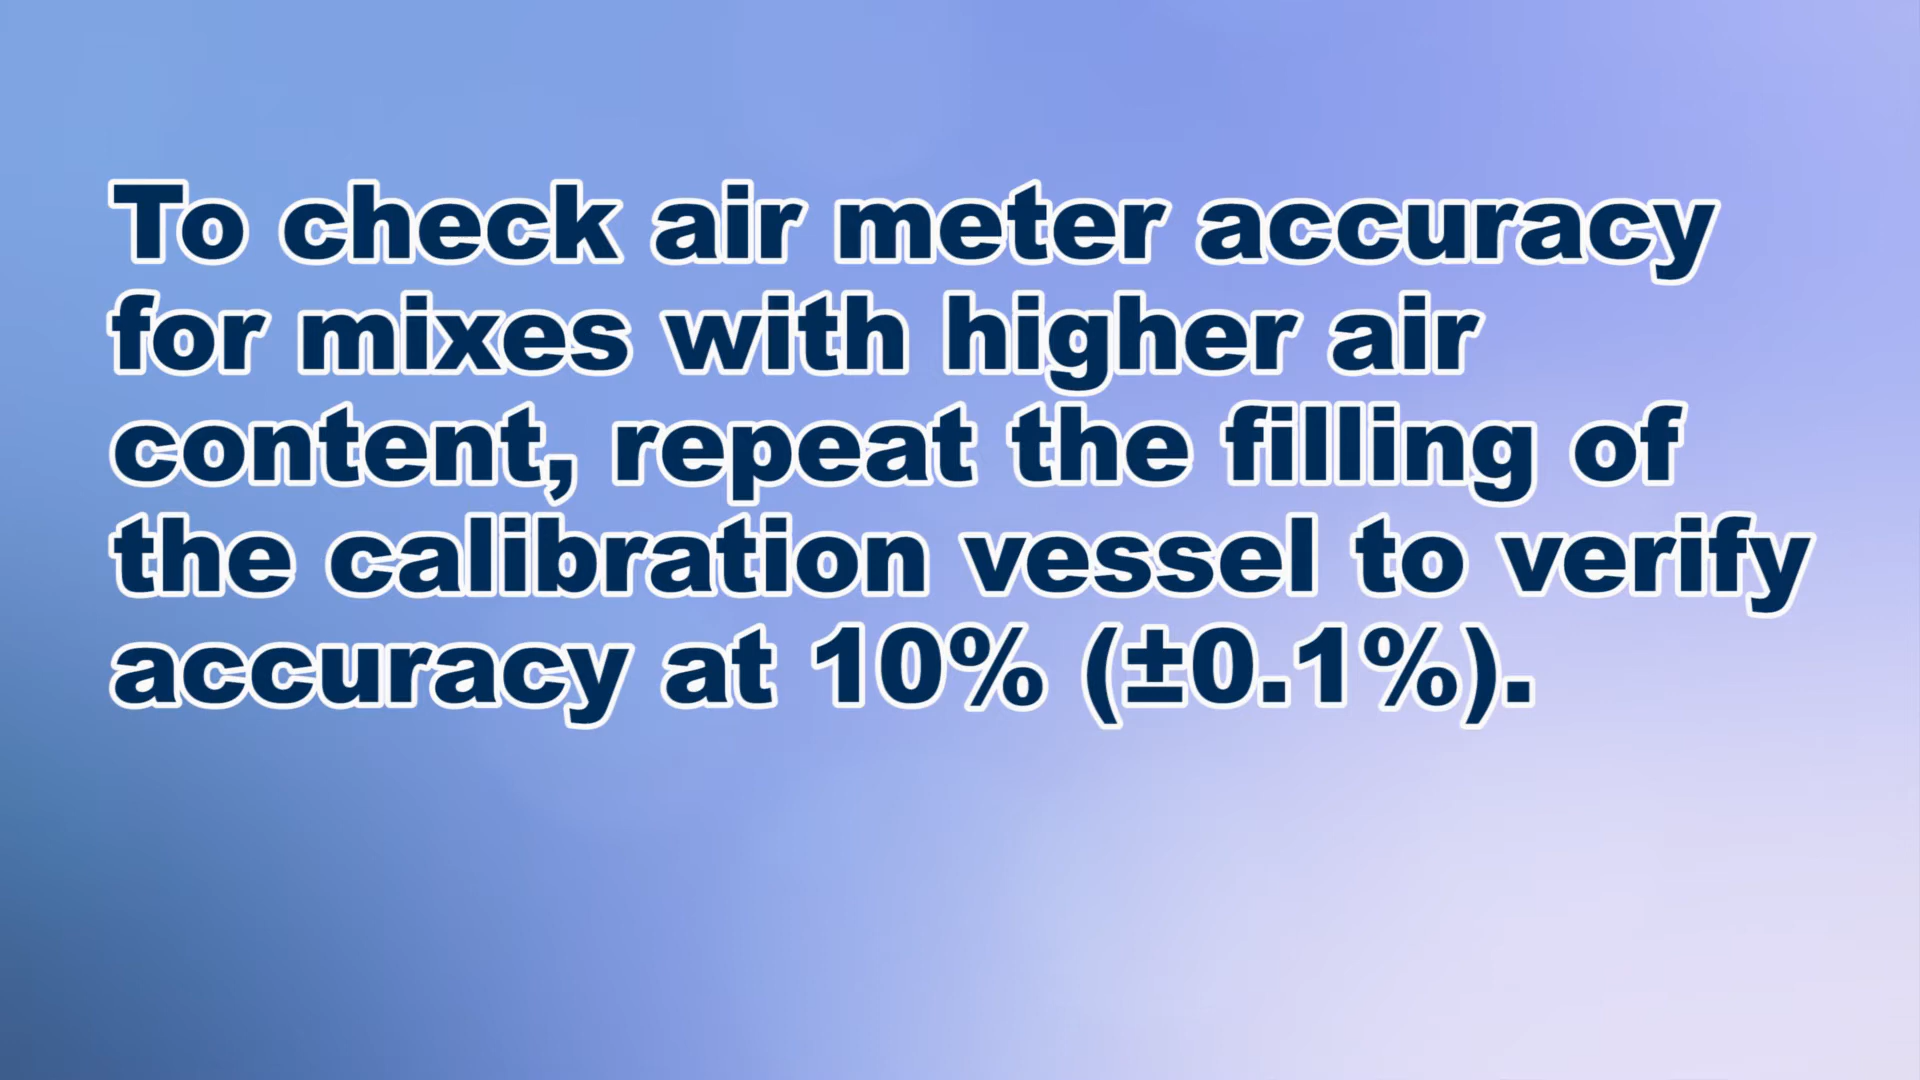 To check air meter accuracy
for mixes with higher air
content, repeat the filling of
the calibration vessel to verify
accuracy at 10% (±0.1%).